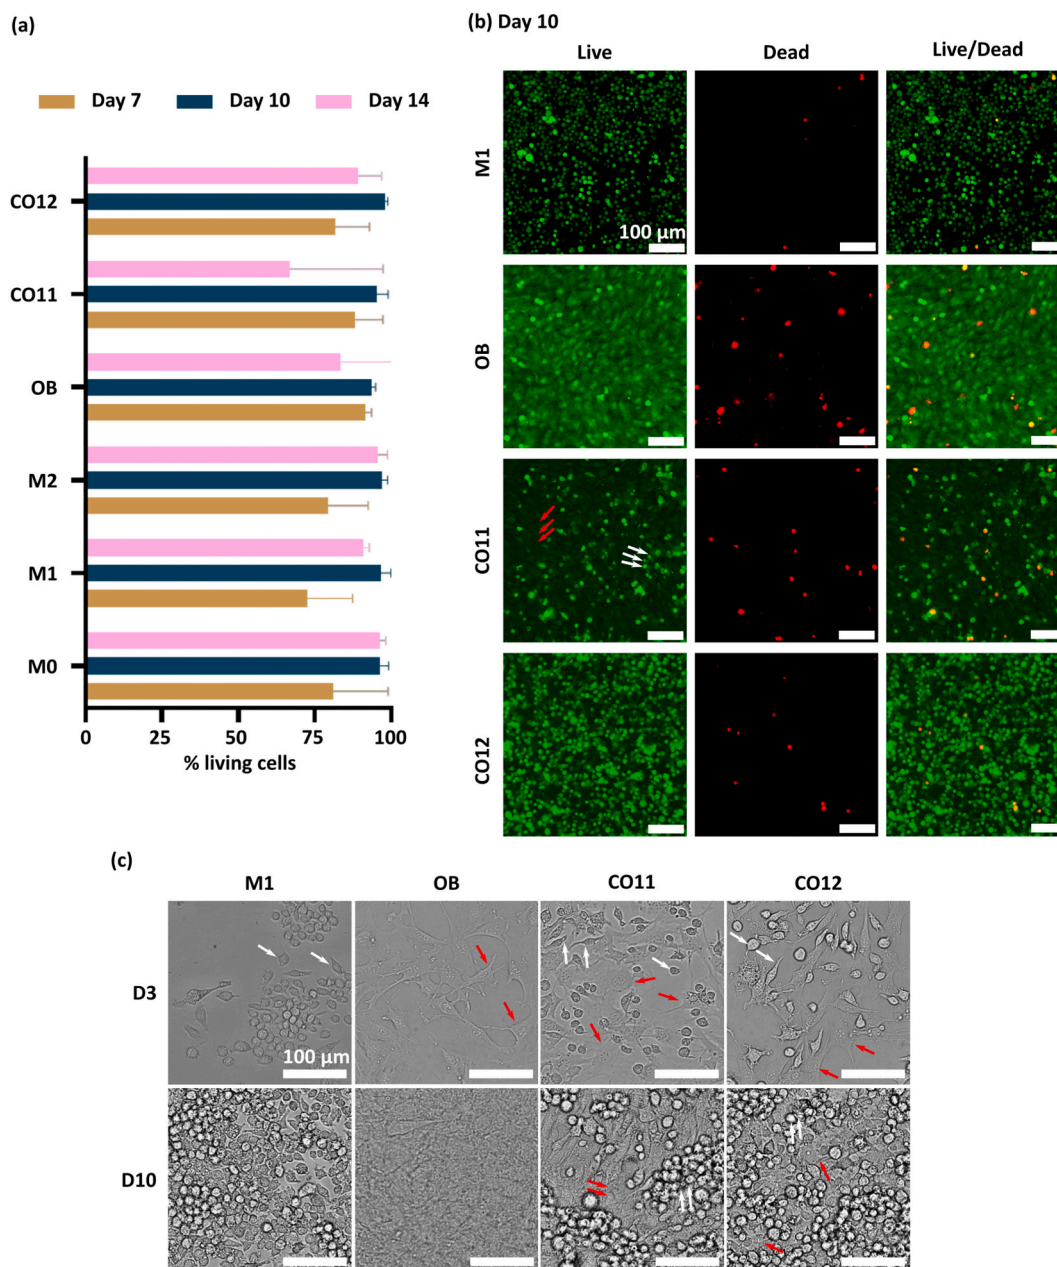 (a)
Day 7 Day 10 Day 14
CO12
CO11
OB
M2
M1
M0
0 25 50 75 100
% living cells
(b) Day 10
Live Dead Live/Dead
M1
100 µm
OB
CO11
CO12
(c)
M1 OB CO11 CO12
D3
100 µm
D10